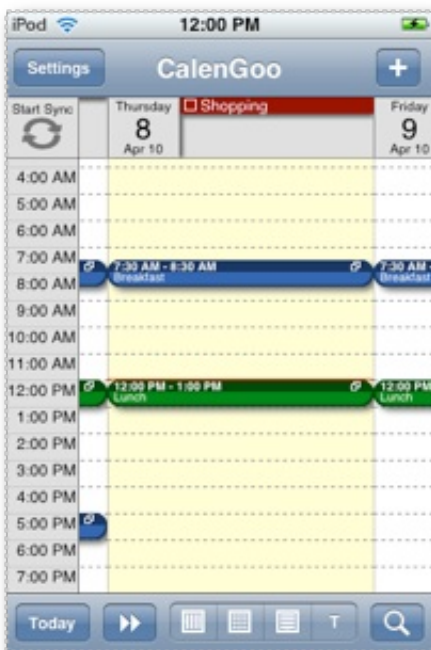 iPod 12:00 PM
Settings CalenGoo +
Start Sync Thursday Shopping Friday
8 9
Apr 10 Apr 10
4:00 AM
5:00 AM
6:00 AM
7:00 AM
7:30 AM - 8:30 AM 7:30 AM -
Breakfast Breakfast
8:00 AM
9:00 AM
10:00 AM
11:00 AM
12:00 PM 12:00 PM - 1:00 PM 12:00 PM
Lunch Lunch
1:00 PM
2:00 PM
3:00 PM
4:00 PM
5:00 PM
6:00 PM
7:00 PM
Today T